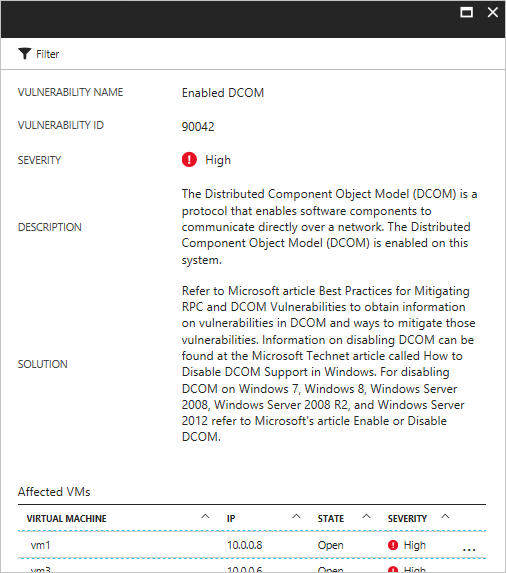 Filter
VULNERABILITY NAME Enabled DCOM
VULNERABILITY ID 90042
SEVERITY High
The Distributed Component Object Model (DCOM) is a
protocol that enables software components to
communicate directly over a network. The Distributed
DESCRIPTION
Component Object Model (DCOM) is enabled on this
system.
Refer to Microsoft article Best Practices for Mitigating
RPC and DCOM Vulnerabilities to obtain information
on vulnerabilities in DCOM and ways to mitigate those
vulnerabilities. Information on disabling DCOM can be
found at the Microsoft Technet article called How to
SOLUTION
Disable DCOM Support in Windows. For disabling
DCOM on Windows 7, Windows 8, Windows Server
2008, Windows Server 2008 R2, and Windows Server
2012 refer to Microsoft's article Enable or Disable
DCOM.
Affected VMs
VIRTUAL MACHINE IP STATE SEVERITY
vm1 10.0.0.8 Open High ...
vm3 10.0.0.6 Open High